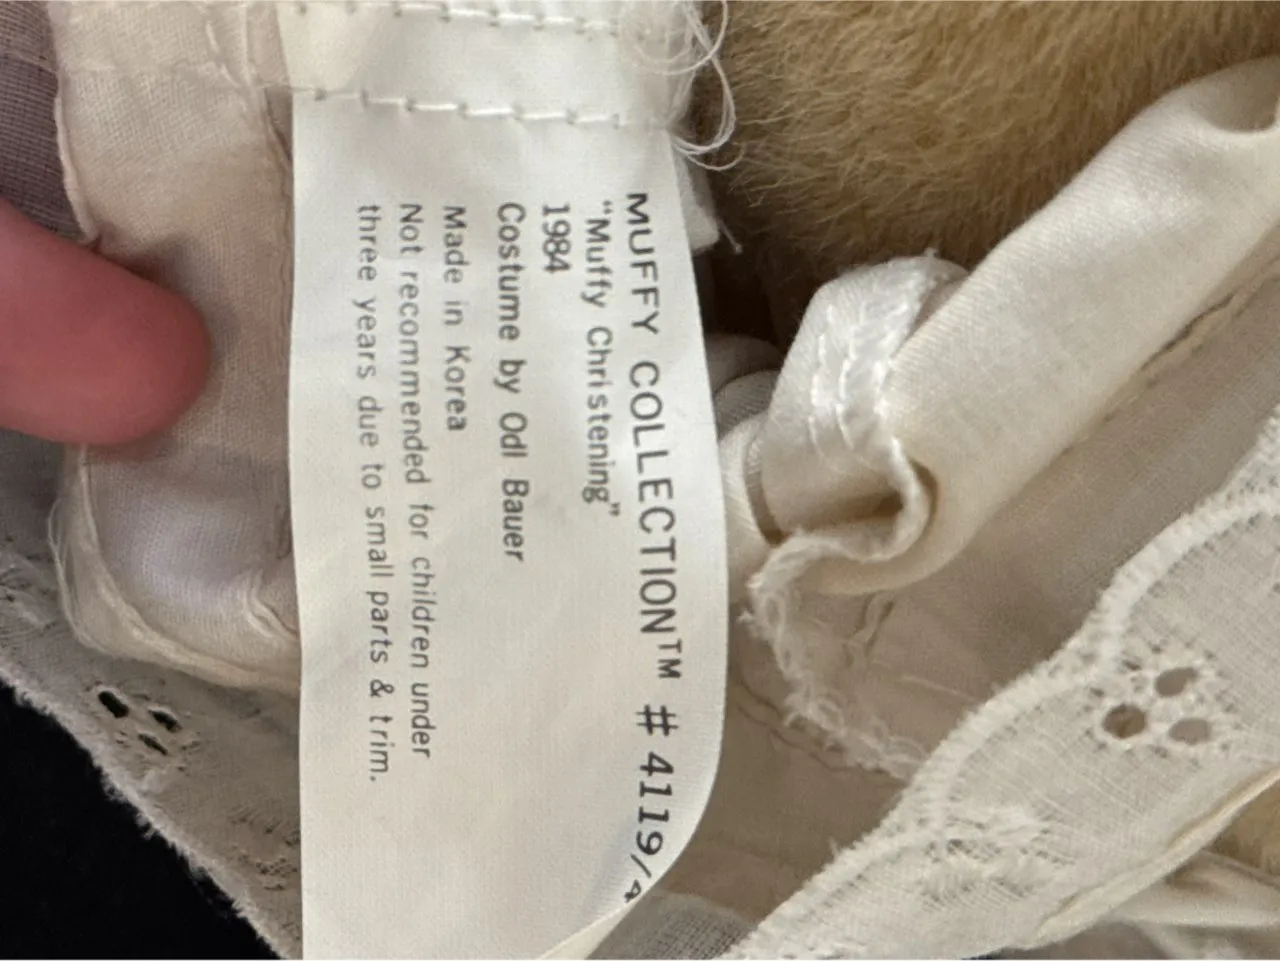 MUFFY COLLECTION™ # 4119/
"Muffy Christening"
1984
Costume by Odl Bauer
Made in Korea
Not recommended for children under
three years due to small parts & trim.